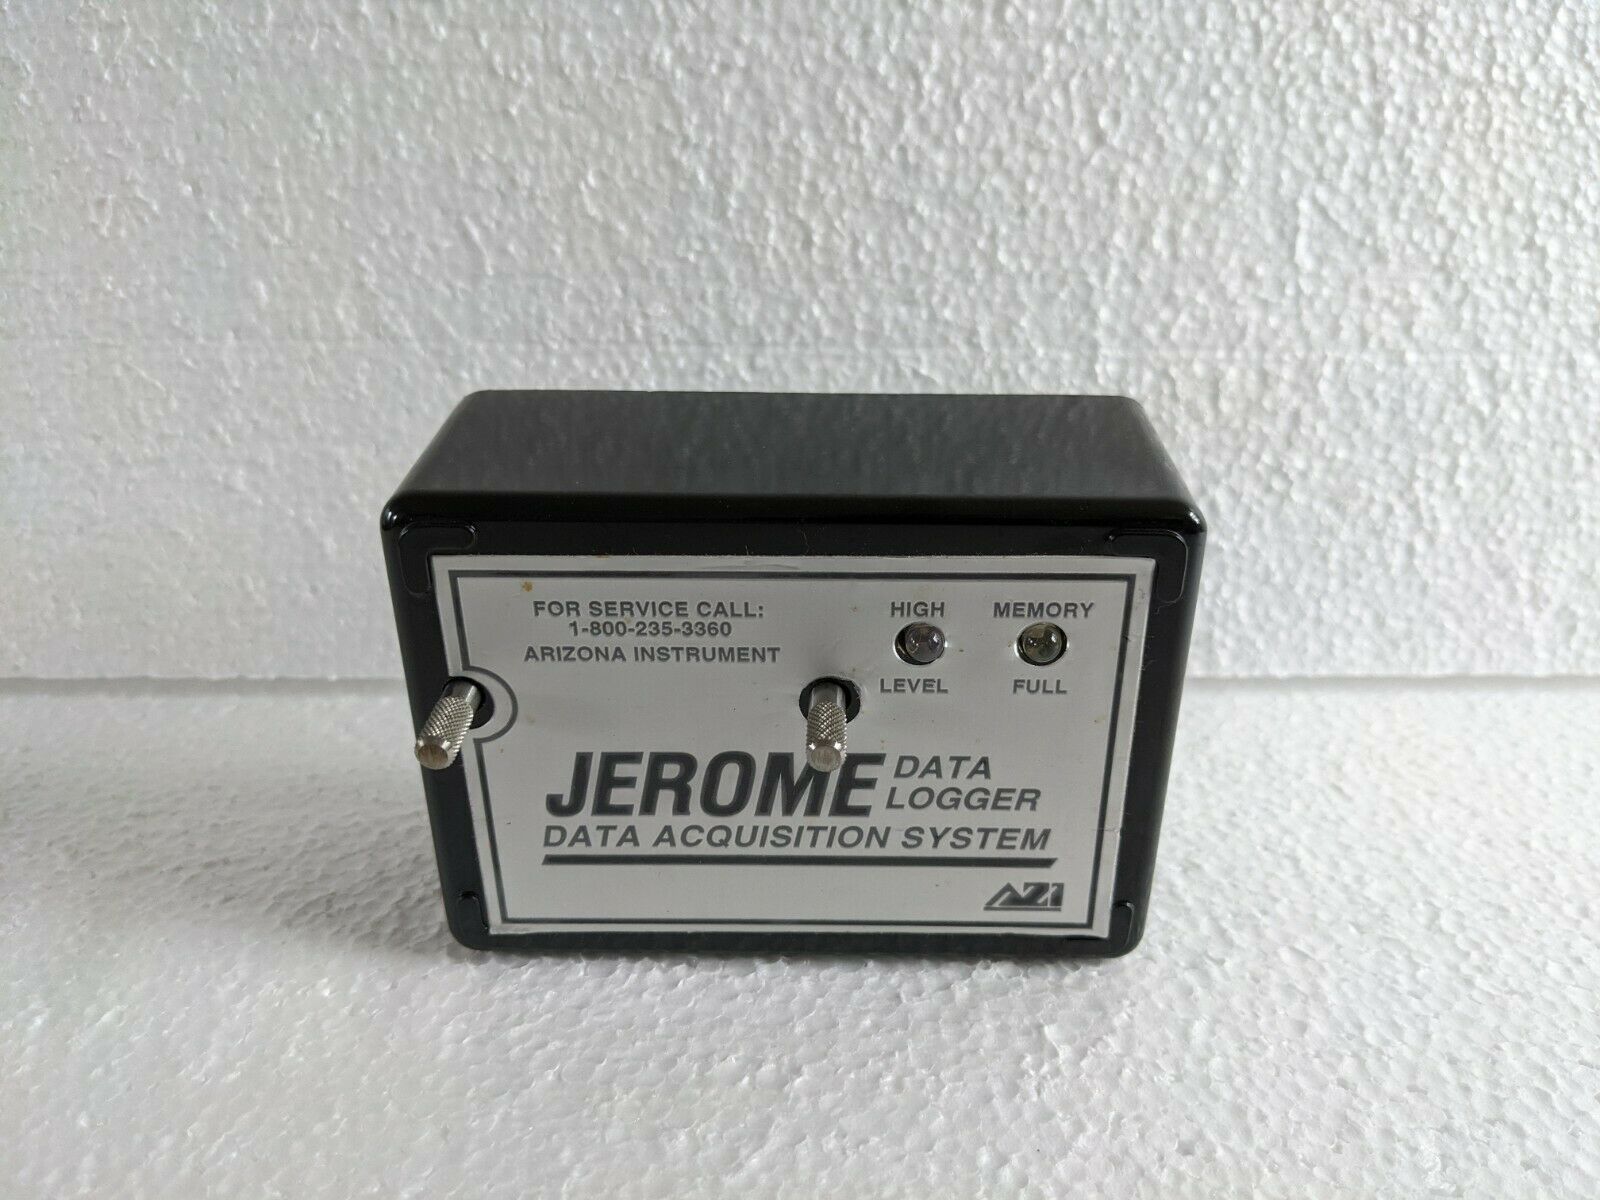 FOR SERVICE CALL:
1-800-235-3360
ARIZONA INSTRUMENT
HIGH
LEVEL
MEMORY
FULL
JEROME DATA
LOGGER
DATA ACQUISITION SYSTEM
AZI